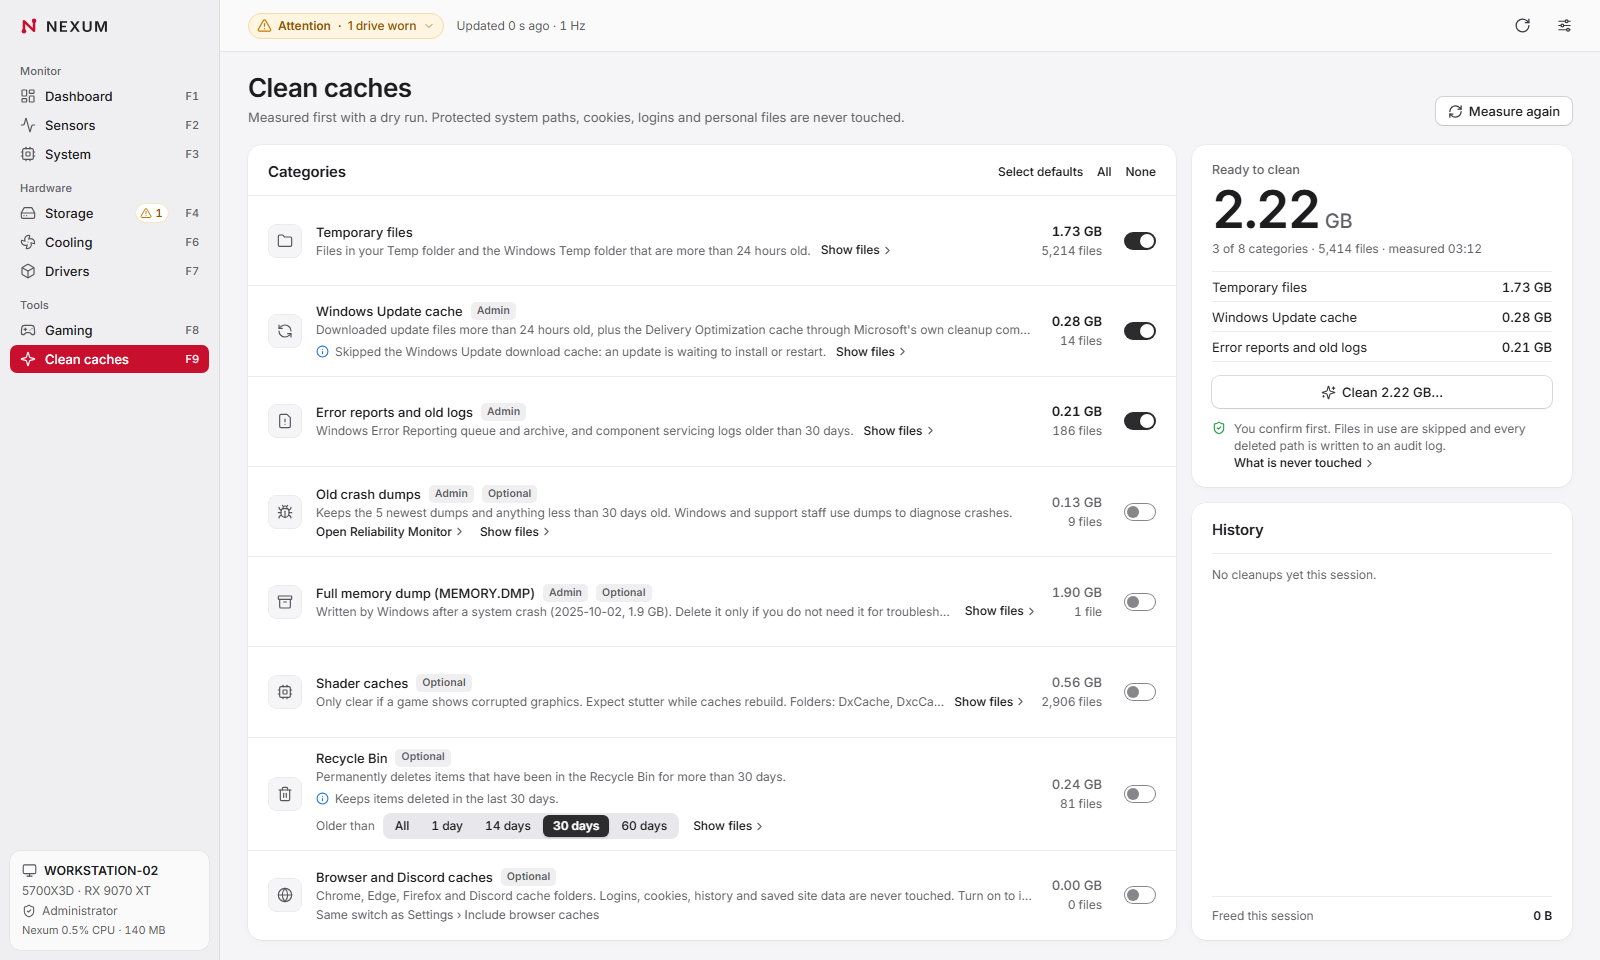 NEXUM
Attention · 1 drive worn
Updated 0 s ago · 1 Hz
Monitor
Dashboard F1
Sensors F2
System F3
Hardware
Storage 1 F4
Cooling F6
Drivers F7
Tools
Gaming F8
Clean caches F9
WORKSTATION-02
5700X3D · RX 9070 XT
Administrator
Nexum 0.5% CPU · 140 MB
Clean caches
Measured first with a dry run. Protected system paths, cookies, logins and personal files are never touched.
Measure again
Categories
Select defaults All None
Temporary files
Files in your Temp folder and the Windows Temp folder that are more than 24 hours old. Show files
1.73 GB
5,214 files
Windows Update cache Admin
Downloaded update files more than 24 hours old, plus the Delivery Optimization cache through Microsoft's own cleanup com...
Skipped the Windows Update download cache: an update is waiting to install or restart. Show files
0.28 GB
14 files
Error reports and old logs Admin
Windows Error Reporting queue and archive, and component servicing logs older than 30 days. Show files
0.21 GB
186 files
Old crash dumps Admin Optional
Keeps the 5 newest dumps and anything less than 30 days old. Windows and support staff use dumps to diagnose crashes.
Open Reliability Monitor Show files
0.13 GB
9 files
Full memory dump (MEMORY.DMP) Admin Optional
Written by Windows after a system crash (2025-10-02, 1.9 GB). Delete it only if you do not need it for troublesh... Show files
1.90 GB
1 file
Shader caches Optional
Only clear if a game shows corrupted graphics. Expect stutter while caches rebuild. Folders: DxCache, DxcCa... Show files
0.56 GB
2,906 files
Recycle Bin Optional
Permanently deletes items that have been in the Recycle Bin for more than 30 days.
Keeps items deleted in the last 30 days.
Older than All 1 day 14 days 30 days 60 days Show files
0.24 GB
81 files
Browser and Discord caches Optional
Chrome, Edge, Firefox and Discord cache folders. Logins, cookies, history and saved site data are never touched. Turn on to i...
Same switch as Settings › Include browser caches
0.00 GB
0 files
Ready to clean
2.22 GB
3 of 8 categories · 5,414 files · measured 03:12
Temporary files 1.73 GB
Windows Update cache 0.28 GB
Error reports and old logs 0.21 GB
Clean 2.22 GB...
You confirm first. Files in use are skipped and every
deleted path is written to an audit log.
What is never touched
History
No cleanups yet this session.
Freed this session 0 B